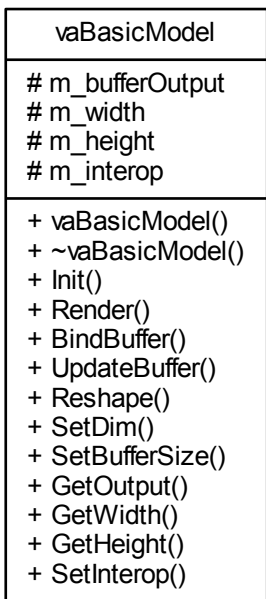 vaBasicModel
# m_bufferOutput
# m_width
# m_height
# m_interop
+ vaBasicModel()
+ ~vaBasicModel()
+ Init()
+ Render()
+ BindBuffer()
+ UpdateBuffer()
+ Reshape()
+ SetDim()
+ SetBufferSize()
+ GetOutput()
+ GetWidth()
+ GetHeight()
+ SetInterop()